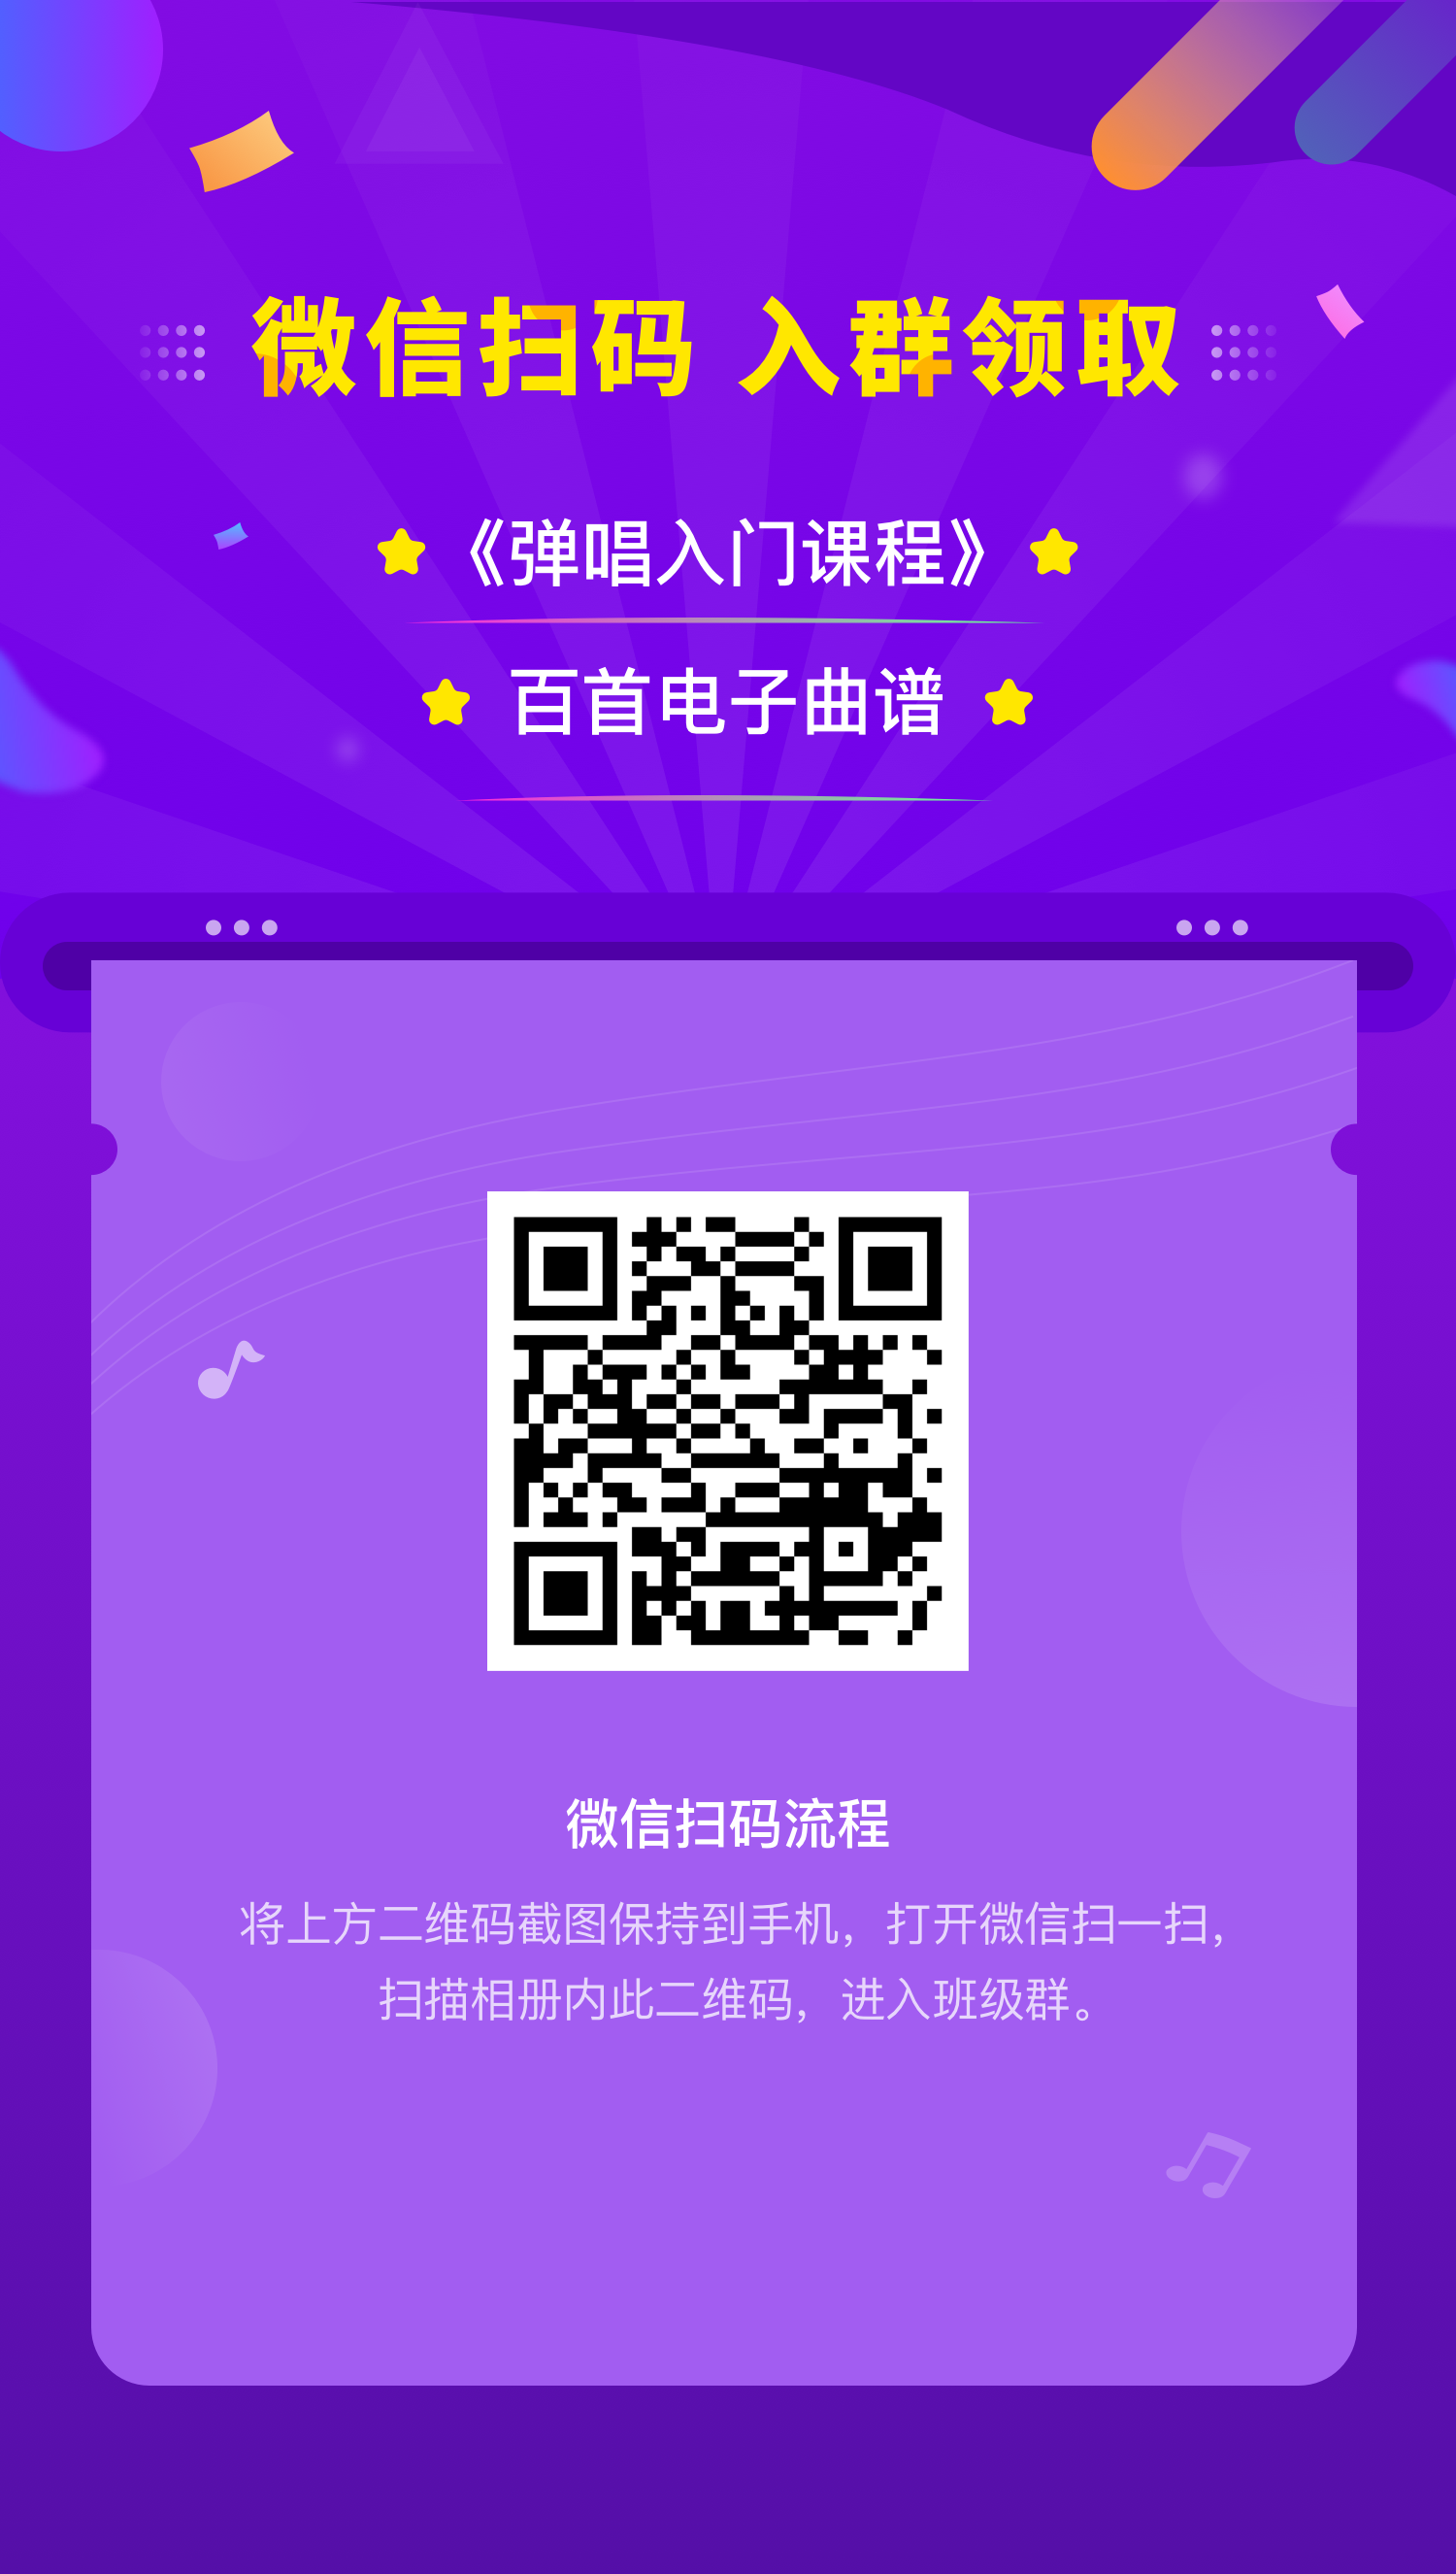 微信扫码 入群领取
《弹唱入门课程》
百首电子曲谱
微信扫码流程
将上方二维码截图保持到手机，打开微信扫一扫，
扫描相册内此二维码，进入班级群。